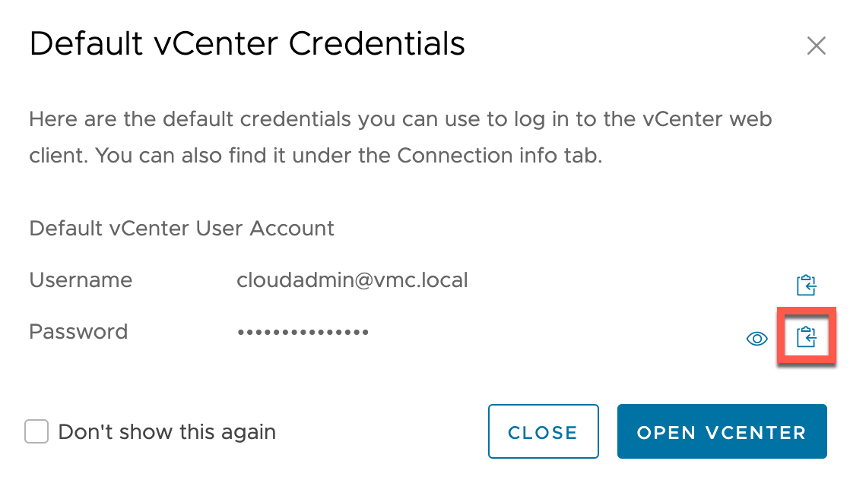 Default vCenter Credentials
Here are the default credentials you can use to log in to the vCenter web
client. You can also find it under the Connection info tab.
Default vCenter User Account
Username cloudadmin@vmc.local
Password •••••••••••••••
Don't show this again CLOSE OPEN VCENTER